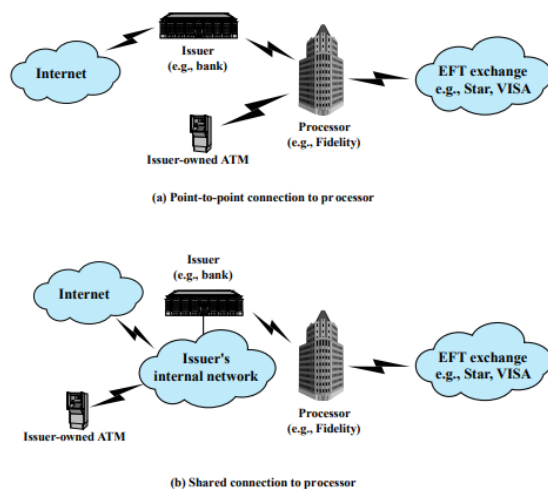 Internet
Issuer
(e.g., bank)
EFT exchange
e.g., Star, VISA
Processor
(e.g., Fidelity)
Issuer-owned ATM
(a) Point-to-point connection to processor
Issuer
(e.g., bank)
Internet
Issuer's
internal network
EFT exchange
e.g., Star, VISA
Processor
(e.g., Fidelity)
Issuer-owned ATM
(b) Shared connection to processor